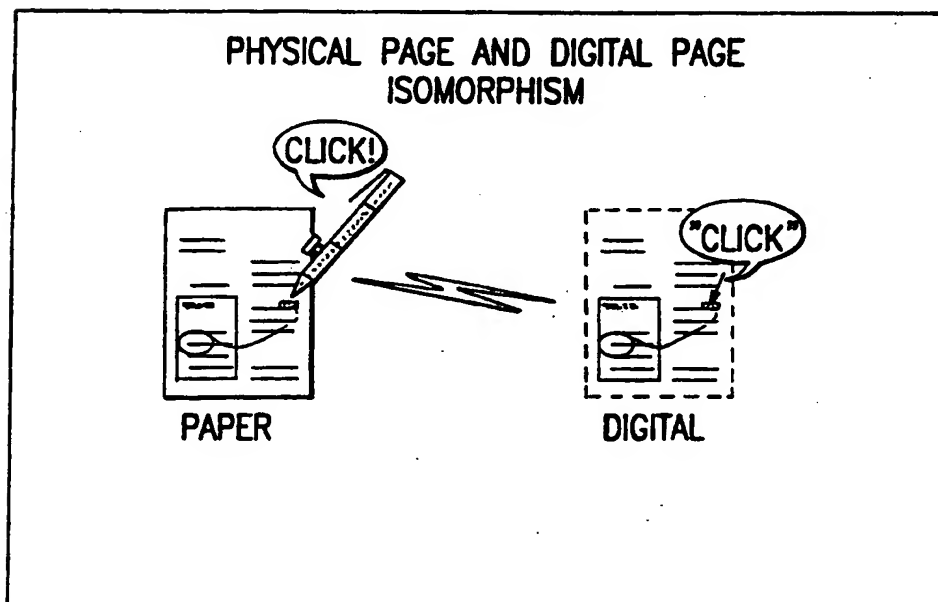 PHYSICAL PAGE AND DIGITAL PAGE
ISOMORPHISM
CLICK!
"CLICK"
PAPER
DIGITAL